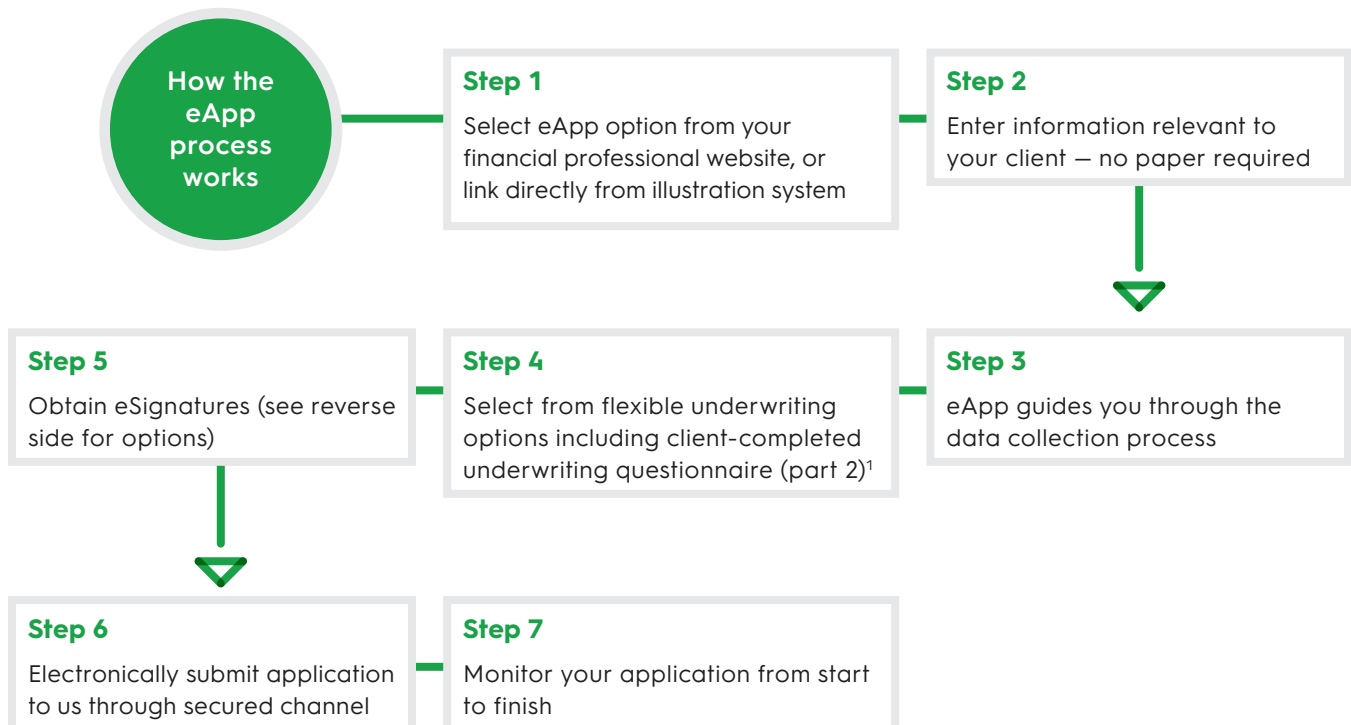 How the
eApp
process
works
Step 1
Select eApp option from your
financial professional website, or
link directly from illustration system
Step 2
Enter information relevant to
your client – no paper required
Step 3
eApp guides you through the
data collection process
Step 4
Select from flexible underwriting
options including client-completed
underwriting questionnaire (part 2)¹
Step 5
Obtain eSignatures (see reverse
side for options)
Step 6
Electronically submit application
to us through secured channel
Step 7
Monitor your application from start
to finish